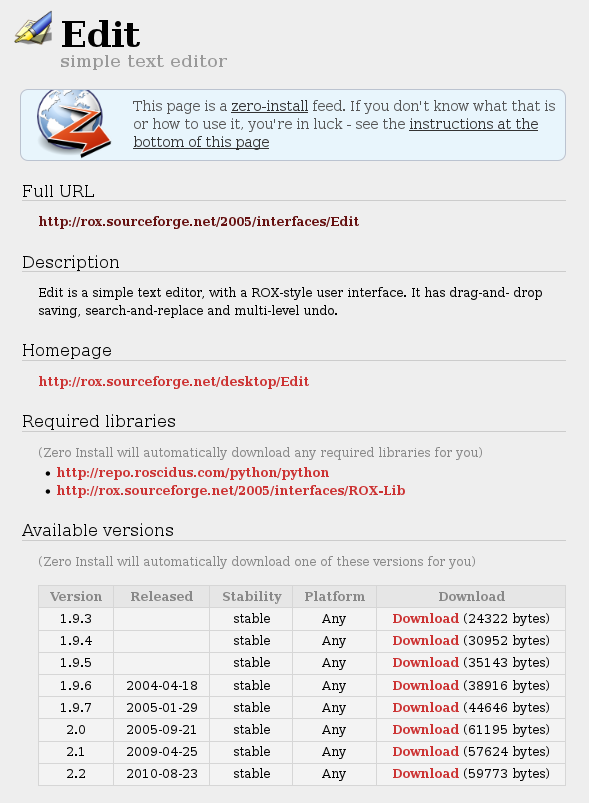 Edit
simple text editor
This page is a zero-install feed. If you don't know what that is
or how to use it, you're in luck - see the instructions at the
bottom of this page
Full URL
http://rox.sourceforge.net/2005/interfaces/Edit
Description
Edit is a simple text editor, with a ROX-style user interface. It has drag-and- drop
saving, search-and-replace and multi-level undo.
Homepage
http://rox.sourceforge.net/desktop/Edit
Required libraries
(Zero Install will automatically download any required libraries for you)
• http://repo.roscidus.com/python/python
• http://rox.sourceforge.net/2005/interfaces/ROX-Lib
Available versions
(Zero Install will automatically download one of these versions for you)
Version Released Stability Platform Download
1.9.3 stable Any Download (24322 bytes)
1.9.4 stable Any Download (30952 bytes)
1.9.5 stable Any Download (35143 bytes)
1.9.6 2004-04-18 stable Any Download (38916 bytes)
1.9.7 2005-01-29 stable Any Download (44646 bytes)
2.0 2005-09-21 stable Any Download (61195 bytes)
2.1 2009-04-25 stable Any Download (57624 bytes)
2.2 2010-08-23 stable Any Download (59773 bytes)